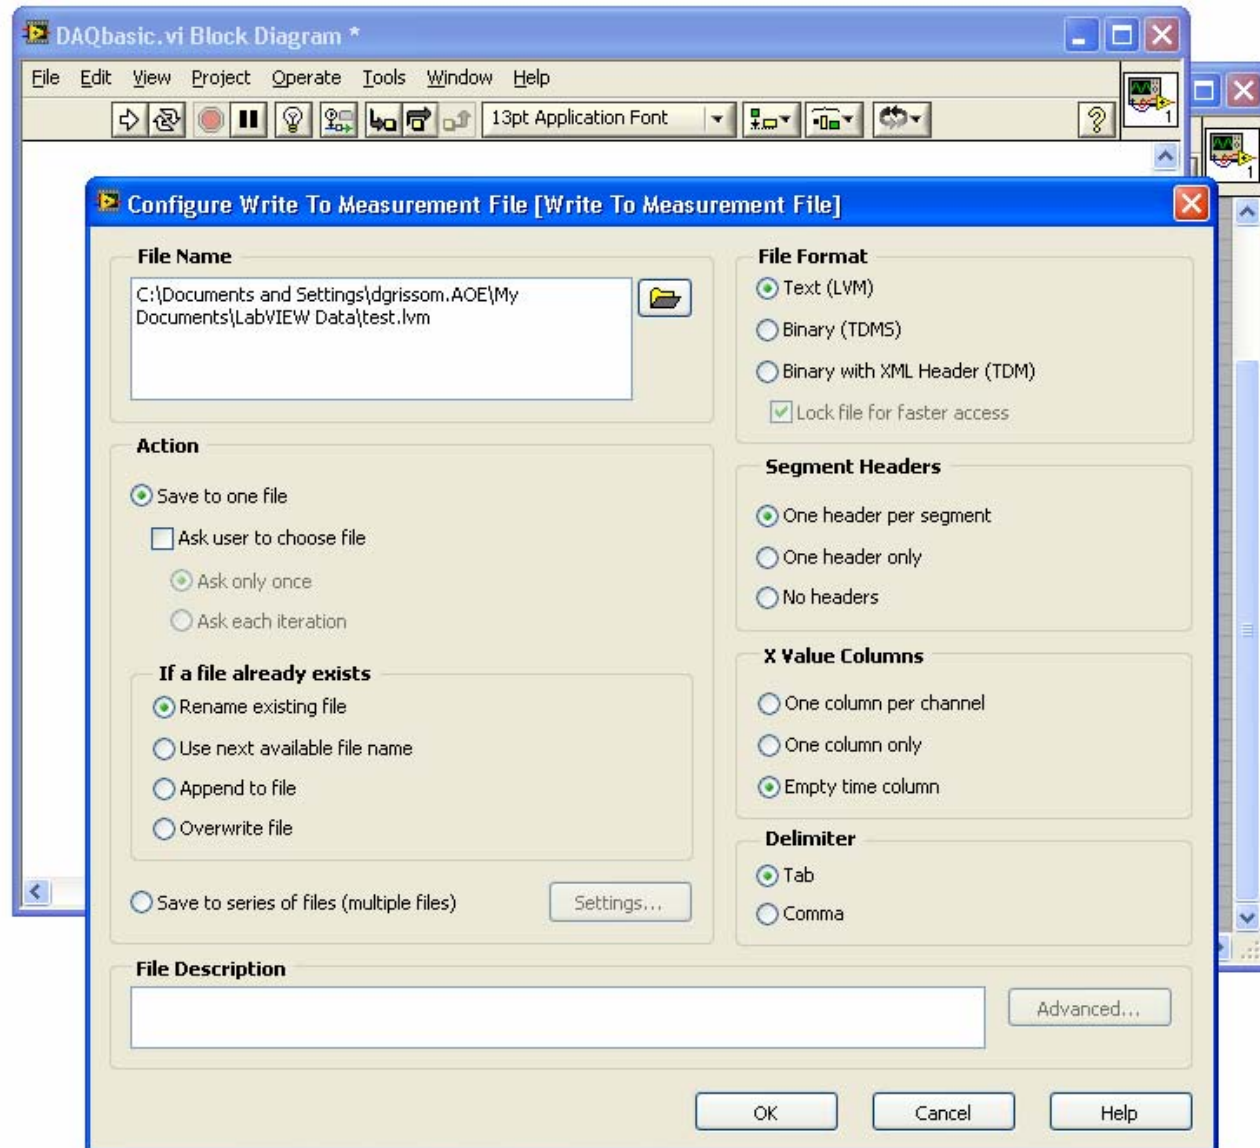 DAQbasic.vi Block Diagram *
File Edit View Project Operate Tools Window Help
13pt Application Font
1
1
Configure Write To Measurement File [Write To Measurement File]
File Name
C:\Documents and Settings\dgrissom.AOE\My
Documents\LabVIEW Data\test.lvm
Action
Save to one file
Ask user to choose file
Ask only once
Ask each iteration
If a file already exists
Rename existing file
Use next available file name
Append to file
Overwrite file
Save to series of files (multiple files)
Settings...
File Format
Text (LVM)
Binary (TDMS)
Binary with XML Header (TDM)
Lock file for faster access
Segment Headers
One header per segment
One header only
No headers
X Value Columns
One column per channel
One column only
Empty time column
Delimiter
Tab
Comma
File Description
Advanced...
OK Cancel Help